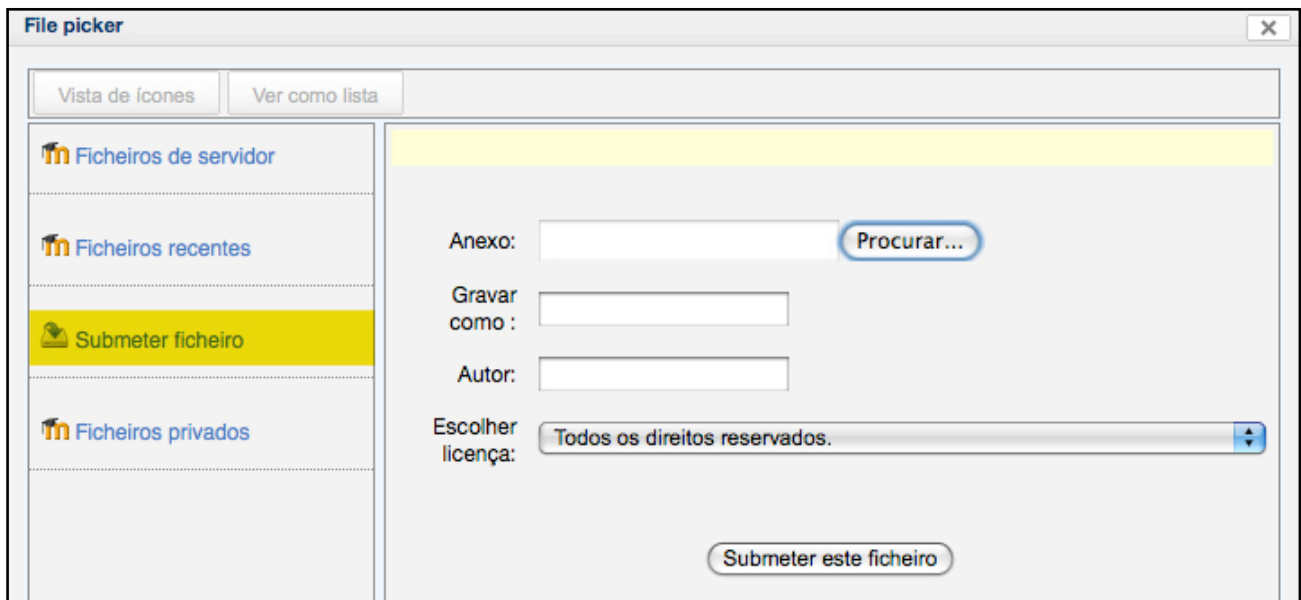 File picker
Vista de ícones
Ver como lista
Ficheiros de servidor
Ficheiros recentes
Submeter ficheiro
Ficheiros privados
Anexo:
Procurar...
Gravar
como :
Autor:
Escolher
licença:
Todos os direitos reservados.
Submeter este ficheiro